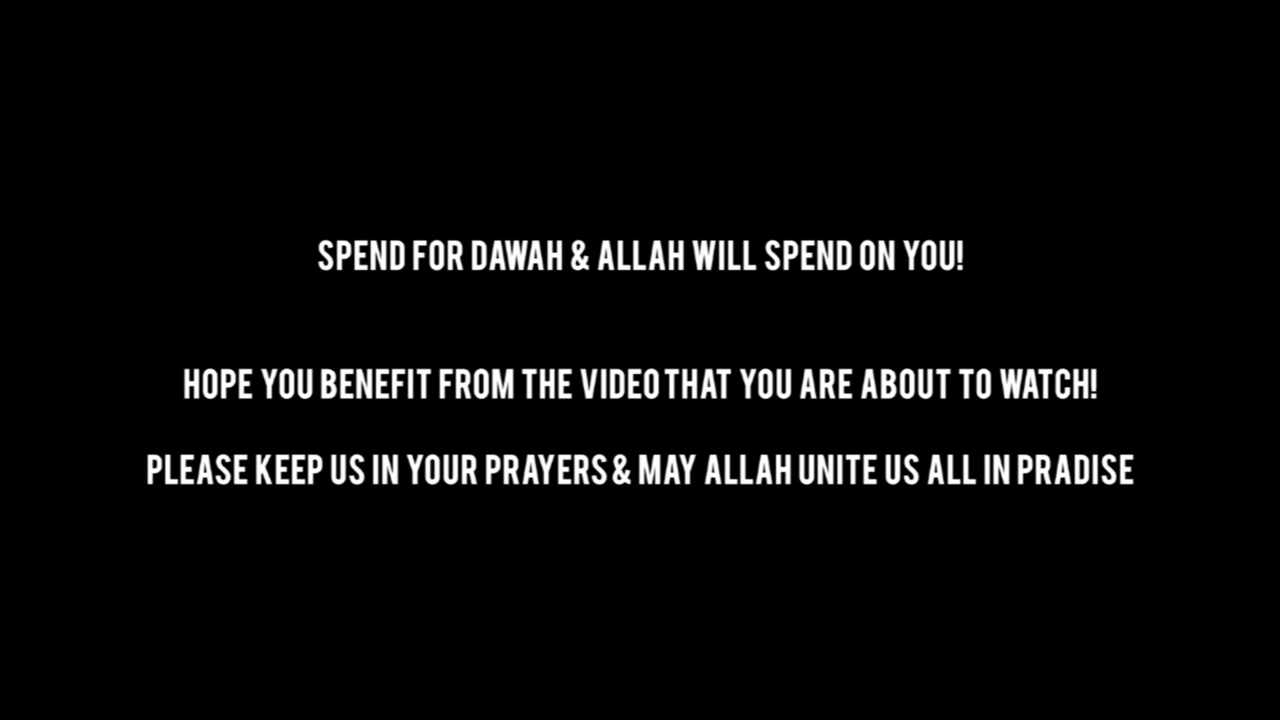 SPEND FOR DAWAH & ALLAH WILL SPEND ON YOU!
HOPE YOU BENEFIT FROM THE VIDEO THAT YOU ARE ABOUT TO WATCH!
PLEASE KEEP US IN YOUR PRAYERS & MAY ALLAH UNITE US ALL IN PRADISE